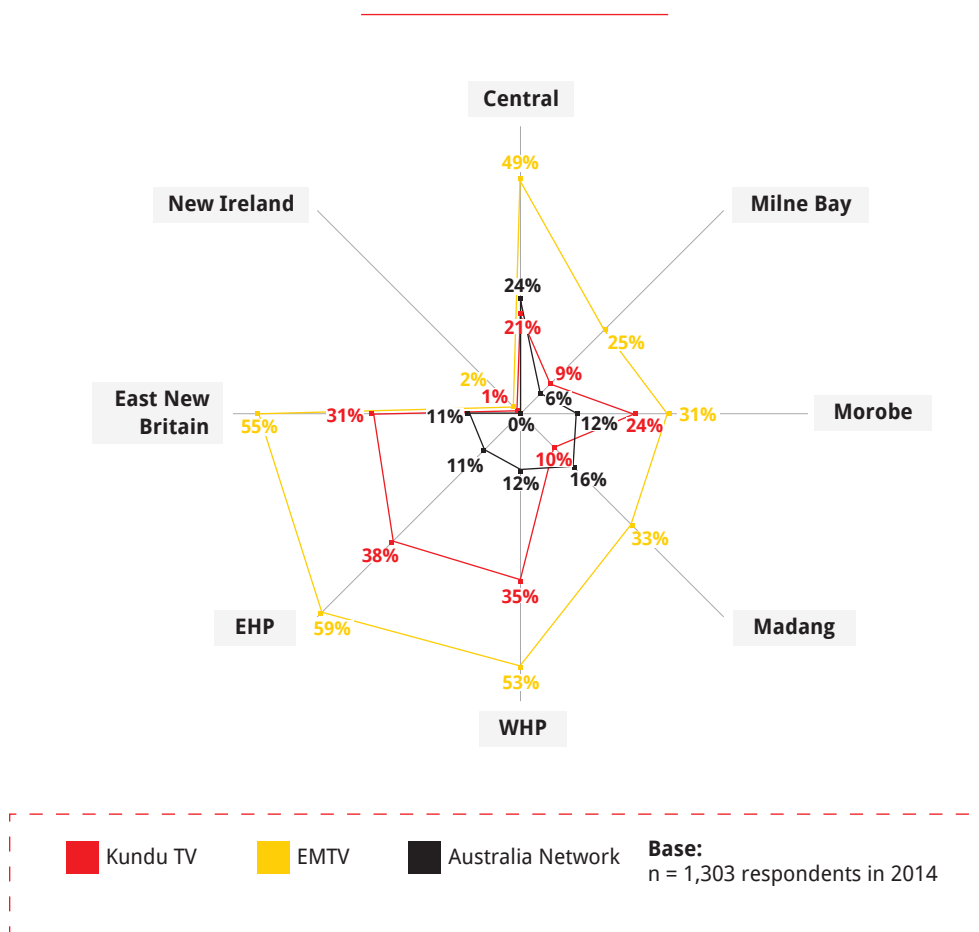 Central
49%
New Ireland
Milne Bay
24%
21%
25%
2%
9%
1%
6%
East New
Britain
55%
31%
11%
0%
12%
24%
31%
Morobe
11%
12%
10%
16%
38%
35%
33%
EHP
59%
53%
Madang
WHP
Kundu TV
EMTV
Australia Network
Base:
n = 1,303 respondents in 2014